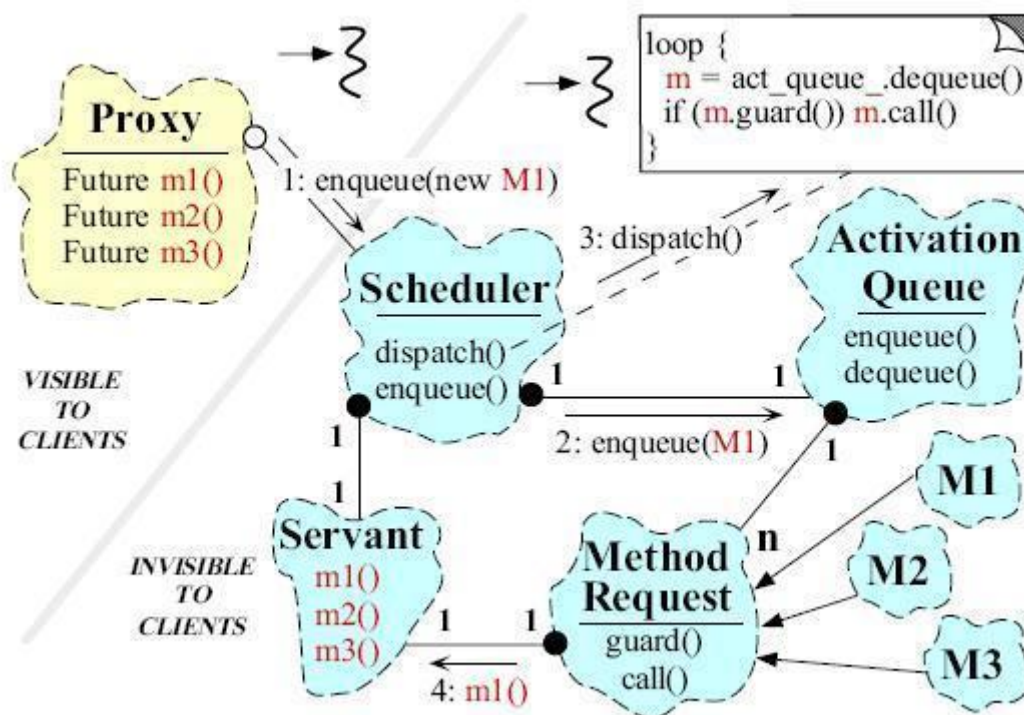 loop {
m = act_queue_.dequeue()
if (m.guard()) m.call()
}
Proxy
Future m1()
Future m2()
Future m3()
1: enqueue(new M1)
3: dispatch()
Activation
Queue
enqueue()
dequeue()
Scheduler
dispatch()
enqueue()
VISIBLE
TO
CLIENTS
1
1
2: enqueue(M1)
1
1
1
n
M1
M2
M3
Servant
m1()
m2()
m3()
INVISIBLE
TO
CLIENTS
Method
Request
guard()
call()
1
1
4: m1()